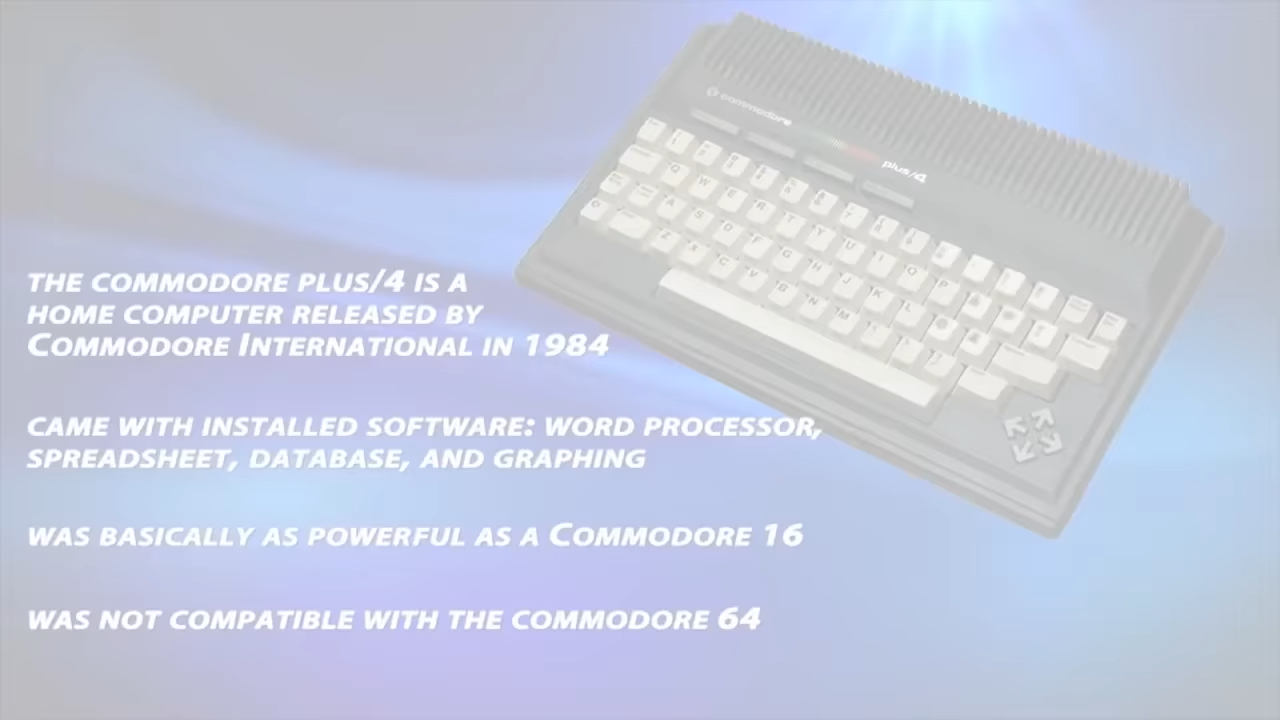 commodore
plus/4
THE COMMODORE PLUS/4 IS A
HOME COMPUTER RELEASED BY
COMMODORE INTERNATIONAL IN 1984
CAME WITH INSTALLED SOFTWARE: WORD PROCESSOR,
SPREADSHEET, DATABASE, AND GRAPHING
WAS BASICALLY AS POWERFUL AS A COMMODORE 16
WAS NOT COMPATIBLE WITH THE COMMODORE 64